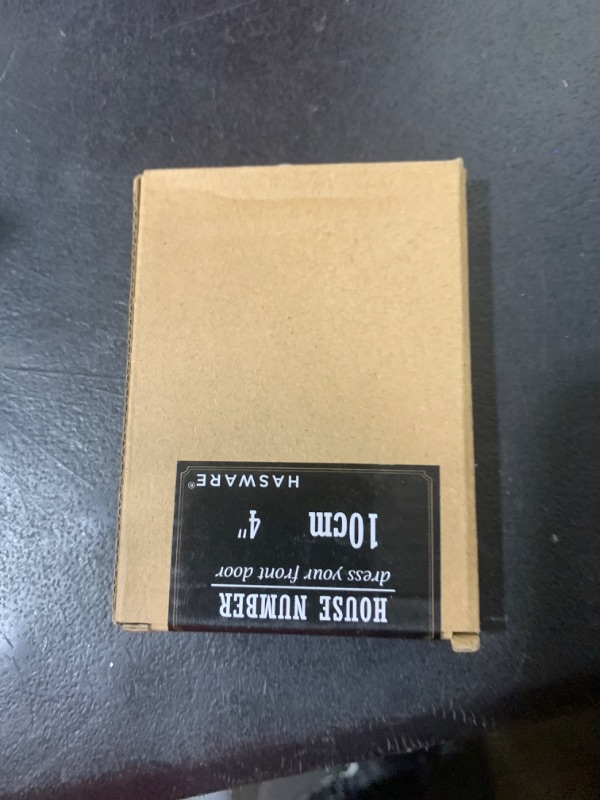 HOUSE NUMBER
dress your front door
10cm 4"
HASWARE®